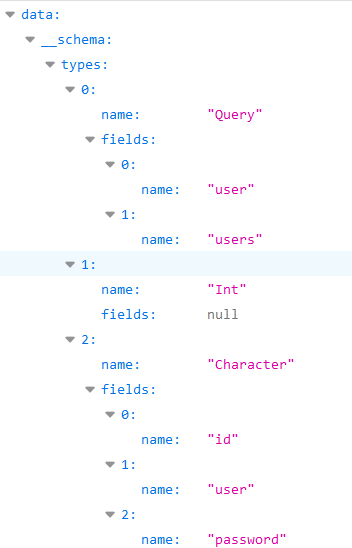 data:
__schema:
types:
0:
name: "Query"
fields:
0:
name: "user"
1:
name: "users"
1:
name: "Int"
fields: null
2:
name: "Character"
fields:
0:
name: "id"
1:
name: "user"
2:
name: "password"